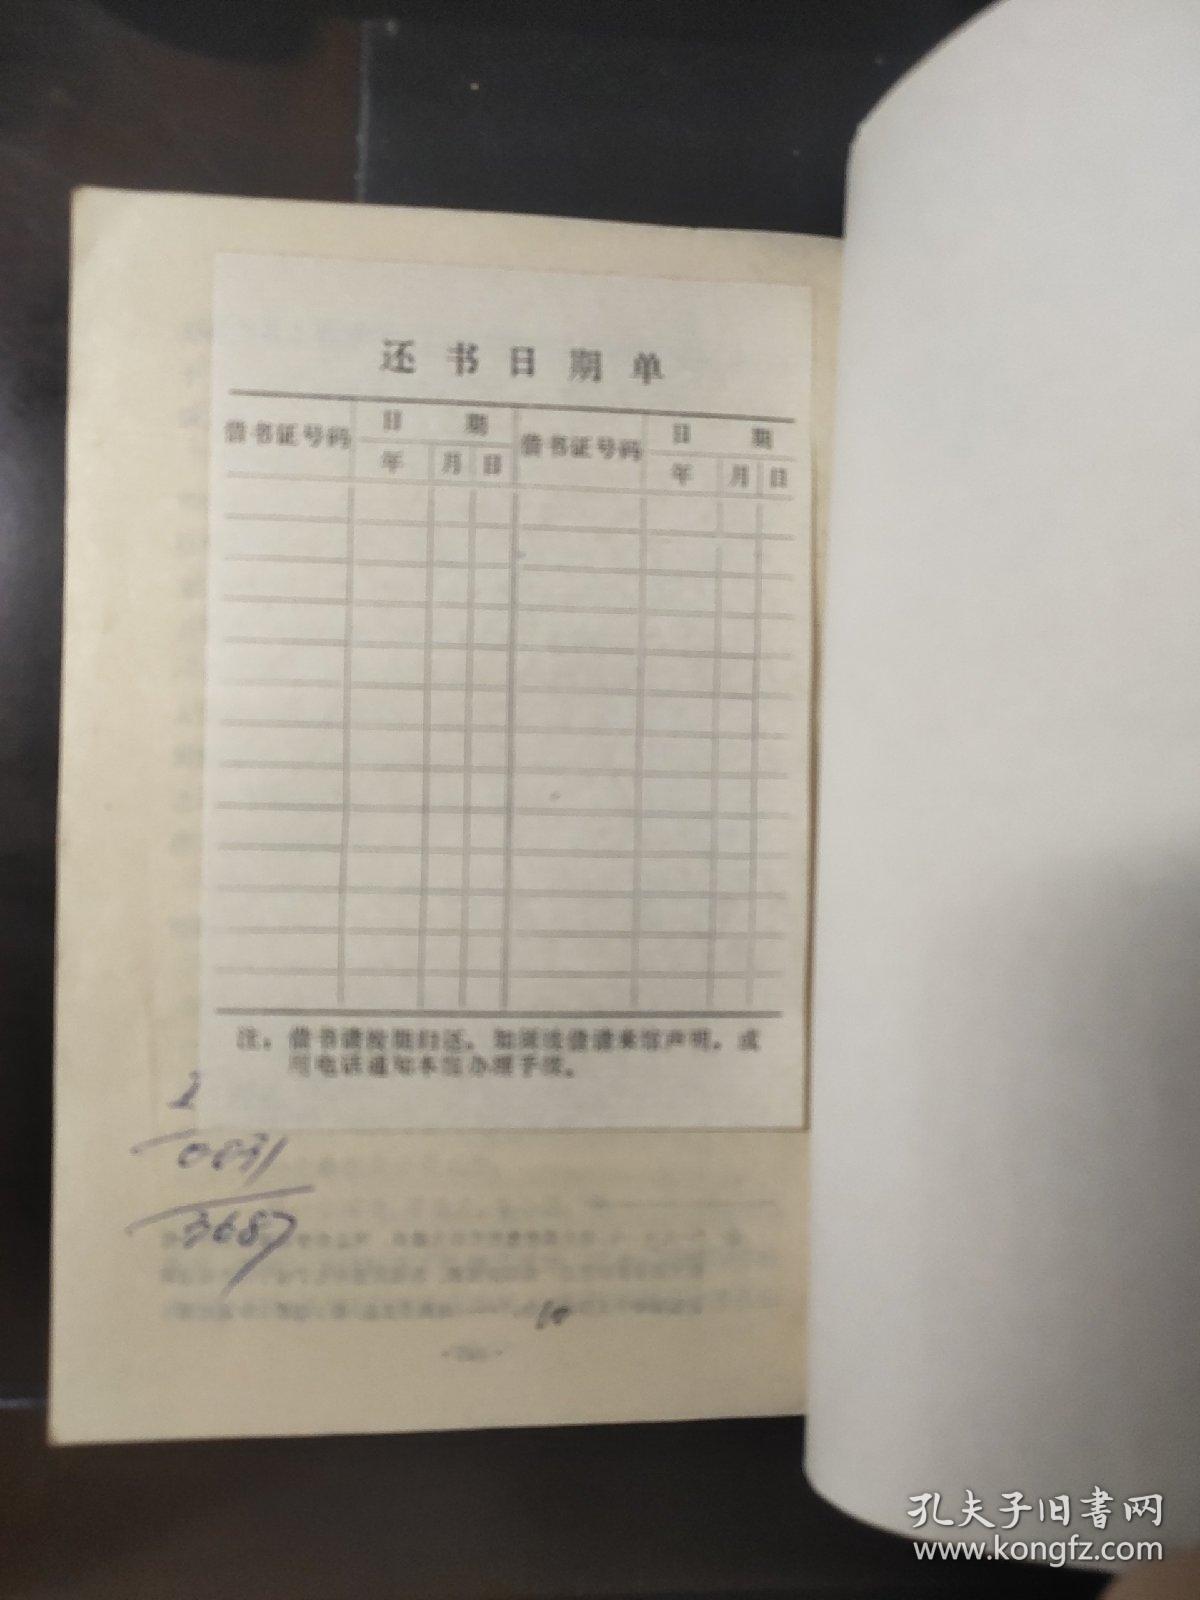 还书日期单
借书证号码 日期 借书证号码 日期
年 月 日 年 月 日
注：借书请按期归还，如须续借请来馆声明，或
用电话通知本馆办理手续。
0831
3687
10
孔夫子旧书网
www.kongfz.com